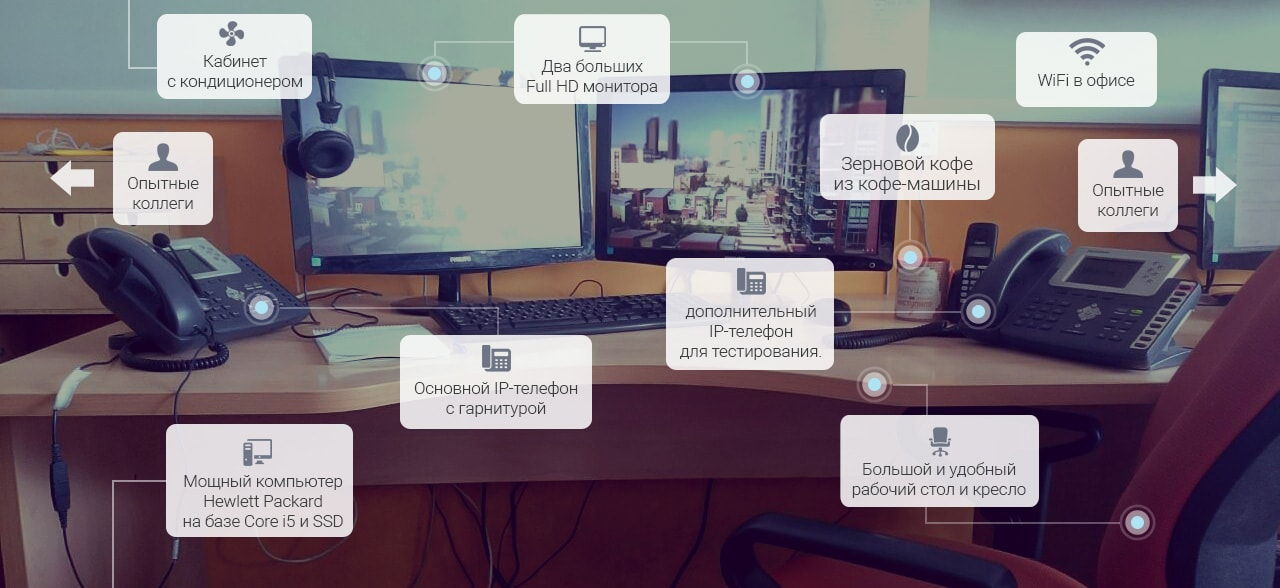 Кабинет
с кондиционером
Два больших
Full HD монитора
WiFi в офисе
Опытные
коллеги
Зерновой кофе
из кофе-машины
Опытные
коллеги
дополнительный
IP-телефон
для тестирования.
Основной IP-телефон
с гарнитурой
Мощный компьютер
Hewlett Packard
на базе Core i5 и SSD
Большой и удобный
рабочий стол и кресло
PHILIPS